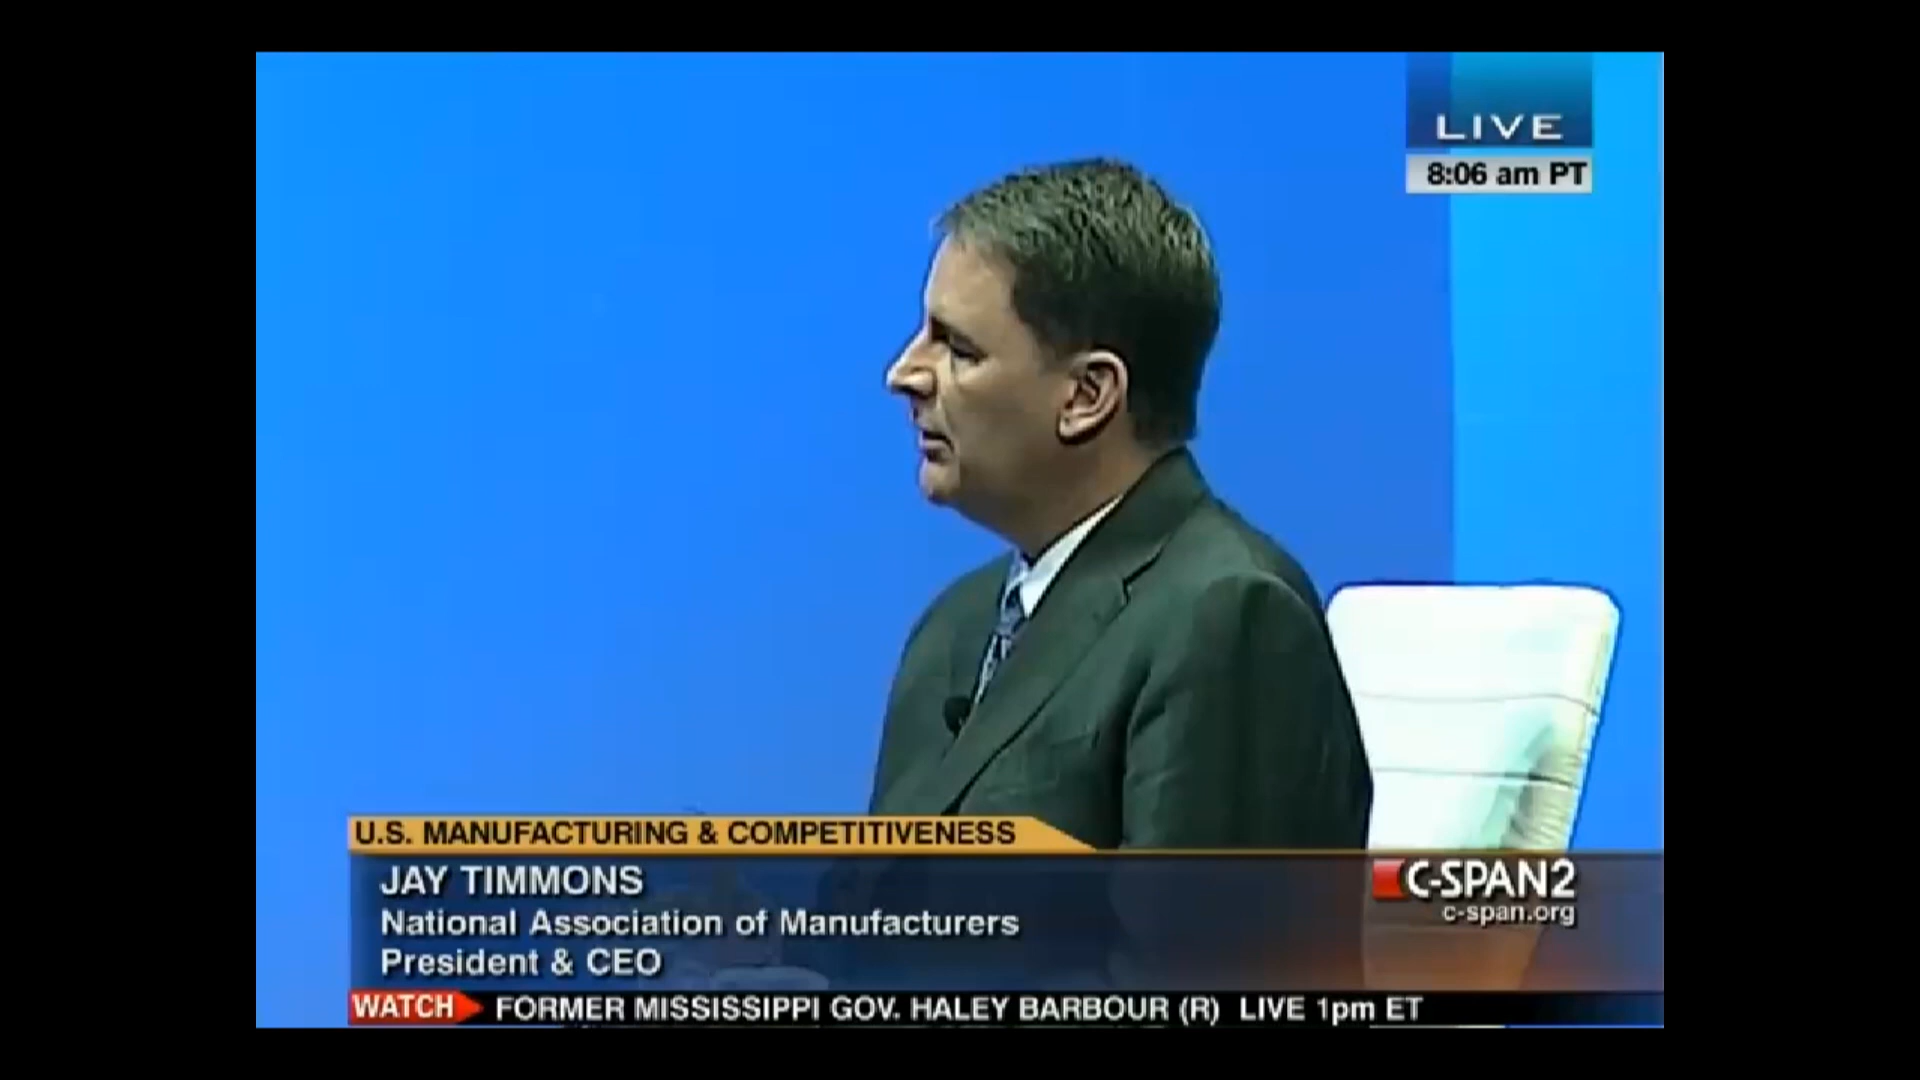 LIVE
8:06 am PT
U.S. MANUFACTURING & COMPETITIVENESS
JAY TIMMONS
National Association of Manufacturers
President & CEO
C-SPAN2
c-span.org
WATCH FORMER MISSISSIPPI GOV. HALEY BARBOUR (R) LIVE 1pm ET